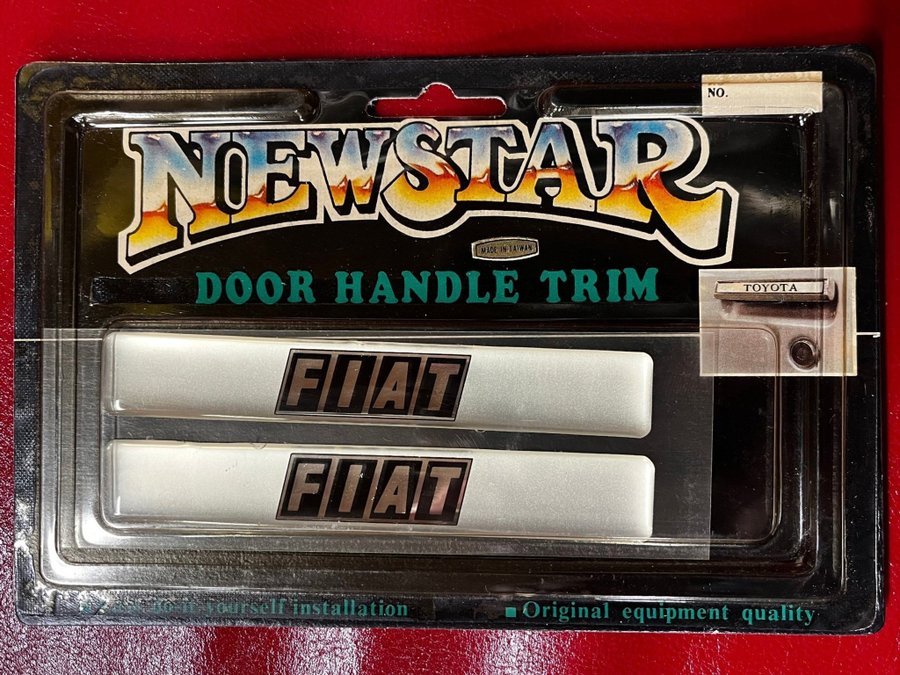 NO.
NEWSTAR
MADE IN TAIWAN
DOOR HANDLE TRIM
TOYOTA
FIAT
FIAT
do-it-yourself installation
■ Original equipment quality